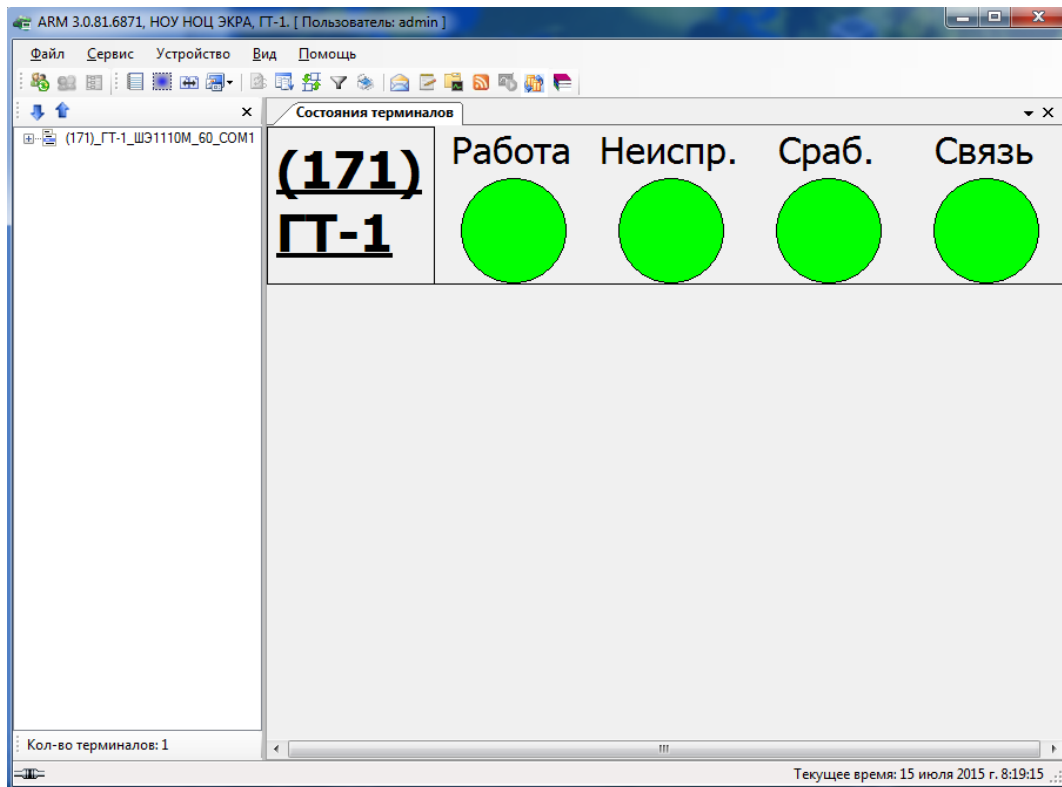 ARM 3.0.81.6871, НОУ НОЦ ЭКРА, ГТ-1. [ Пользователь: admin ]
Файл Сервис Устройство Вид Помощь
Состояния терминалов
(171)_ГТ-1_ШЭ1110М_60_COM1
(171)
ГТ-1
Работа Неиспр. Сраб. Связь
Кол-во терминалов: 1
Текущее время: 15 июля 2015 г. 8:19:15